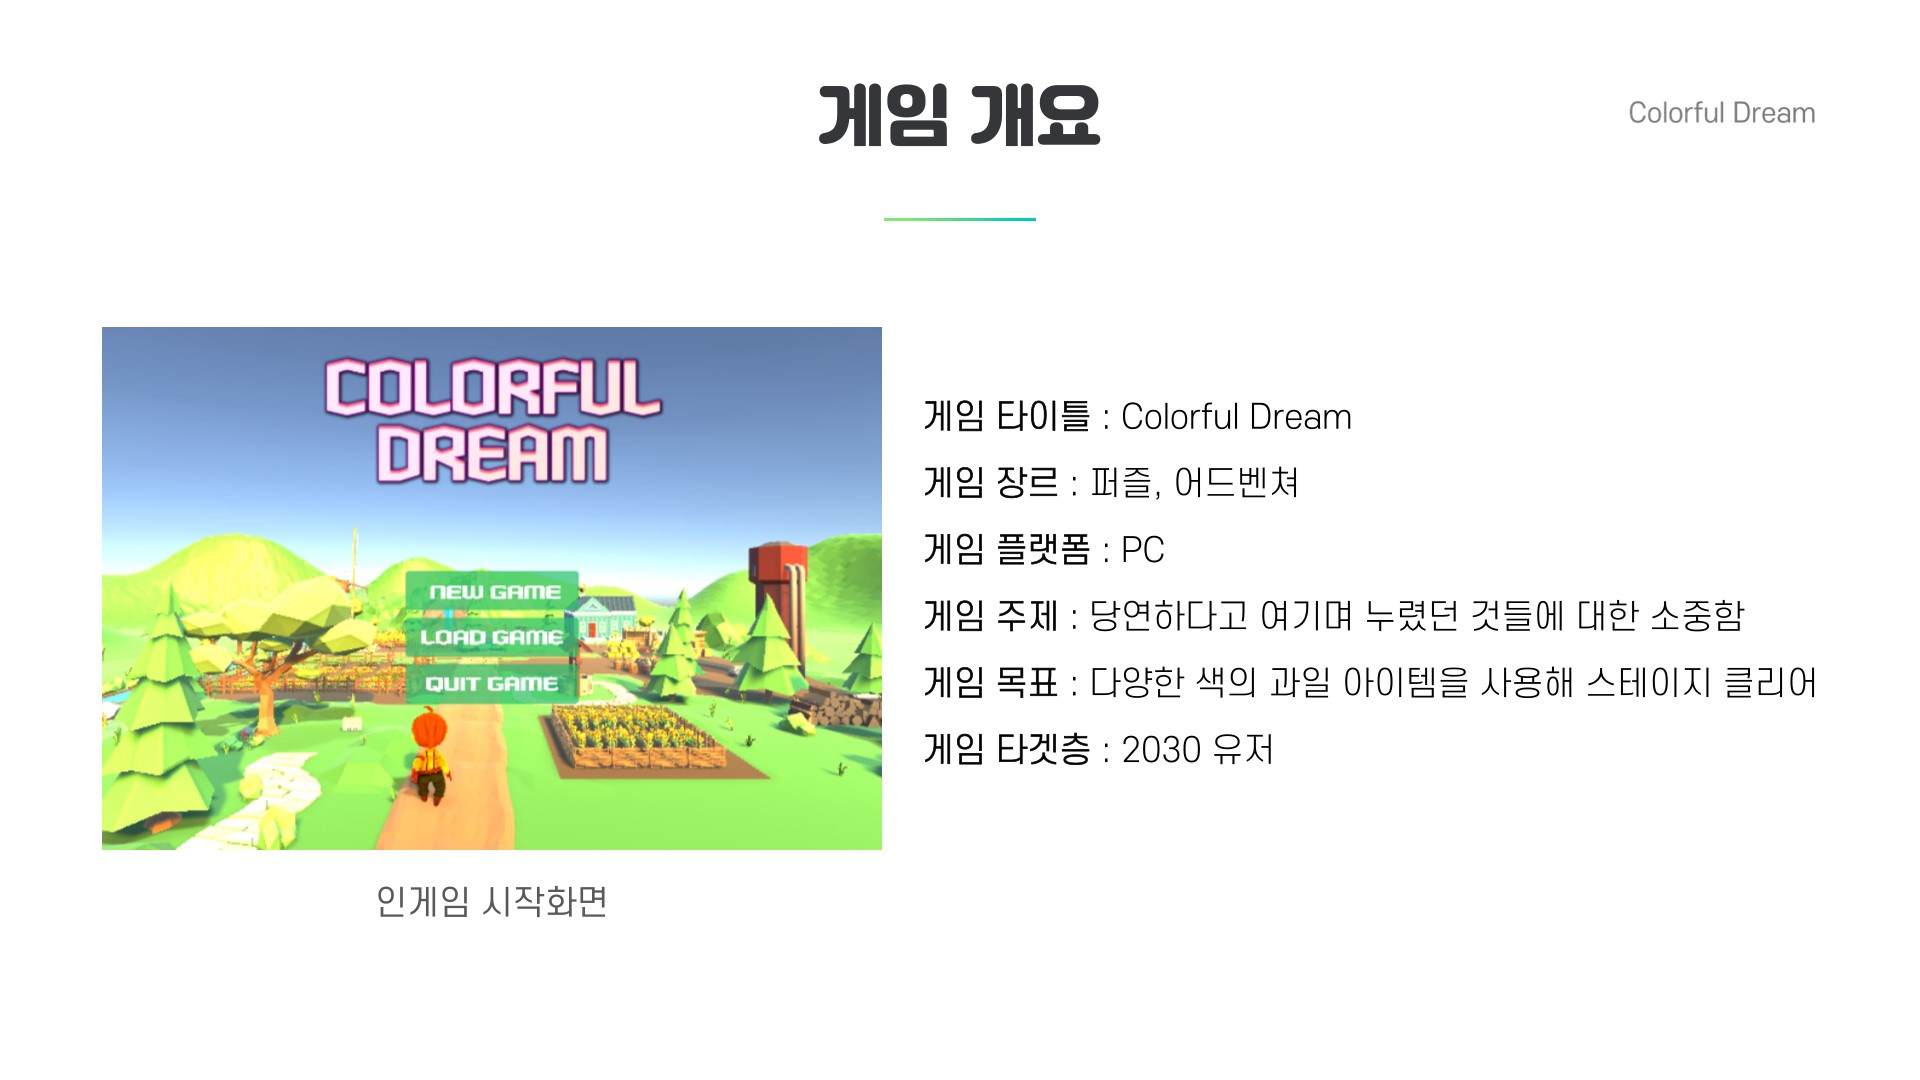 게임 개요
Colorful Dream
COLORFUL
DREAM
NEW GAME
LOAD GAME
QUIT GAME
인게임 시작화면
게임 타이틀 : Colorful Dream
게임 장르 : 퍼즐, 어드벤쳐
게임 플랫폼 : PC
게임 주제 : 당연하다고 여기며 누렸던 것들에 대한 소중함
게임 목표 : 다양한 색의 과일 아이템을 사용해 스테이지 클리어
게임 타겟층 : 2030 유저